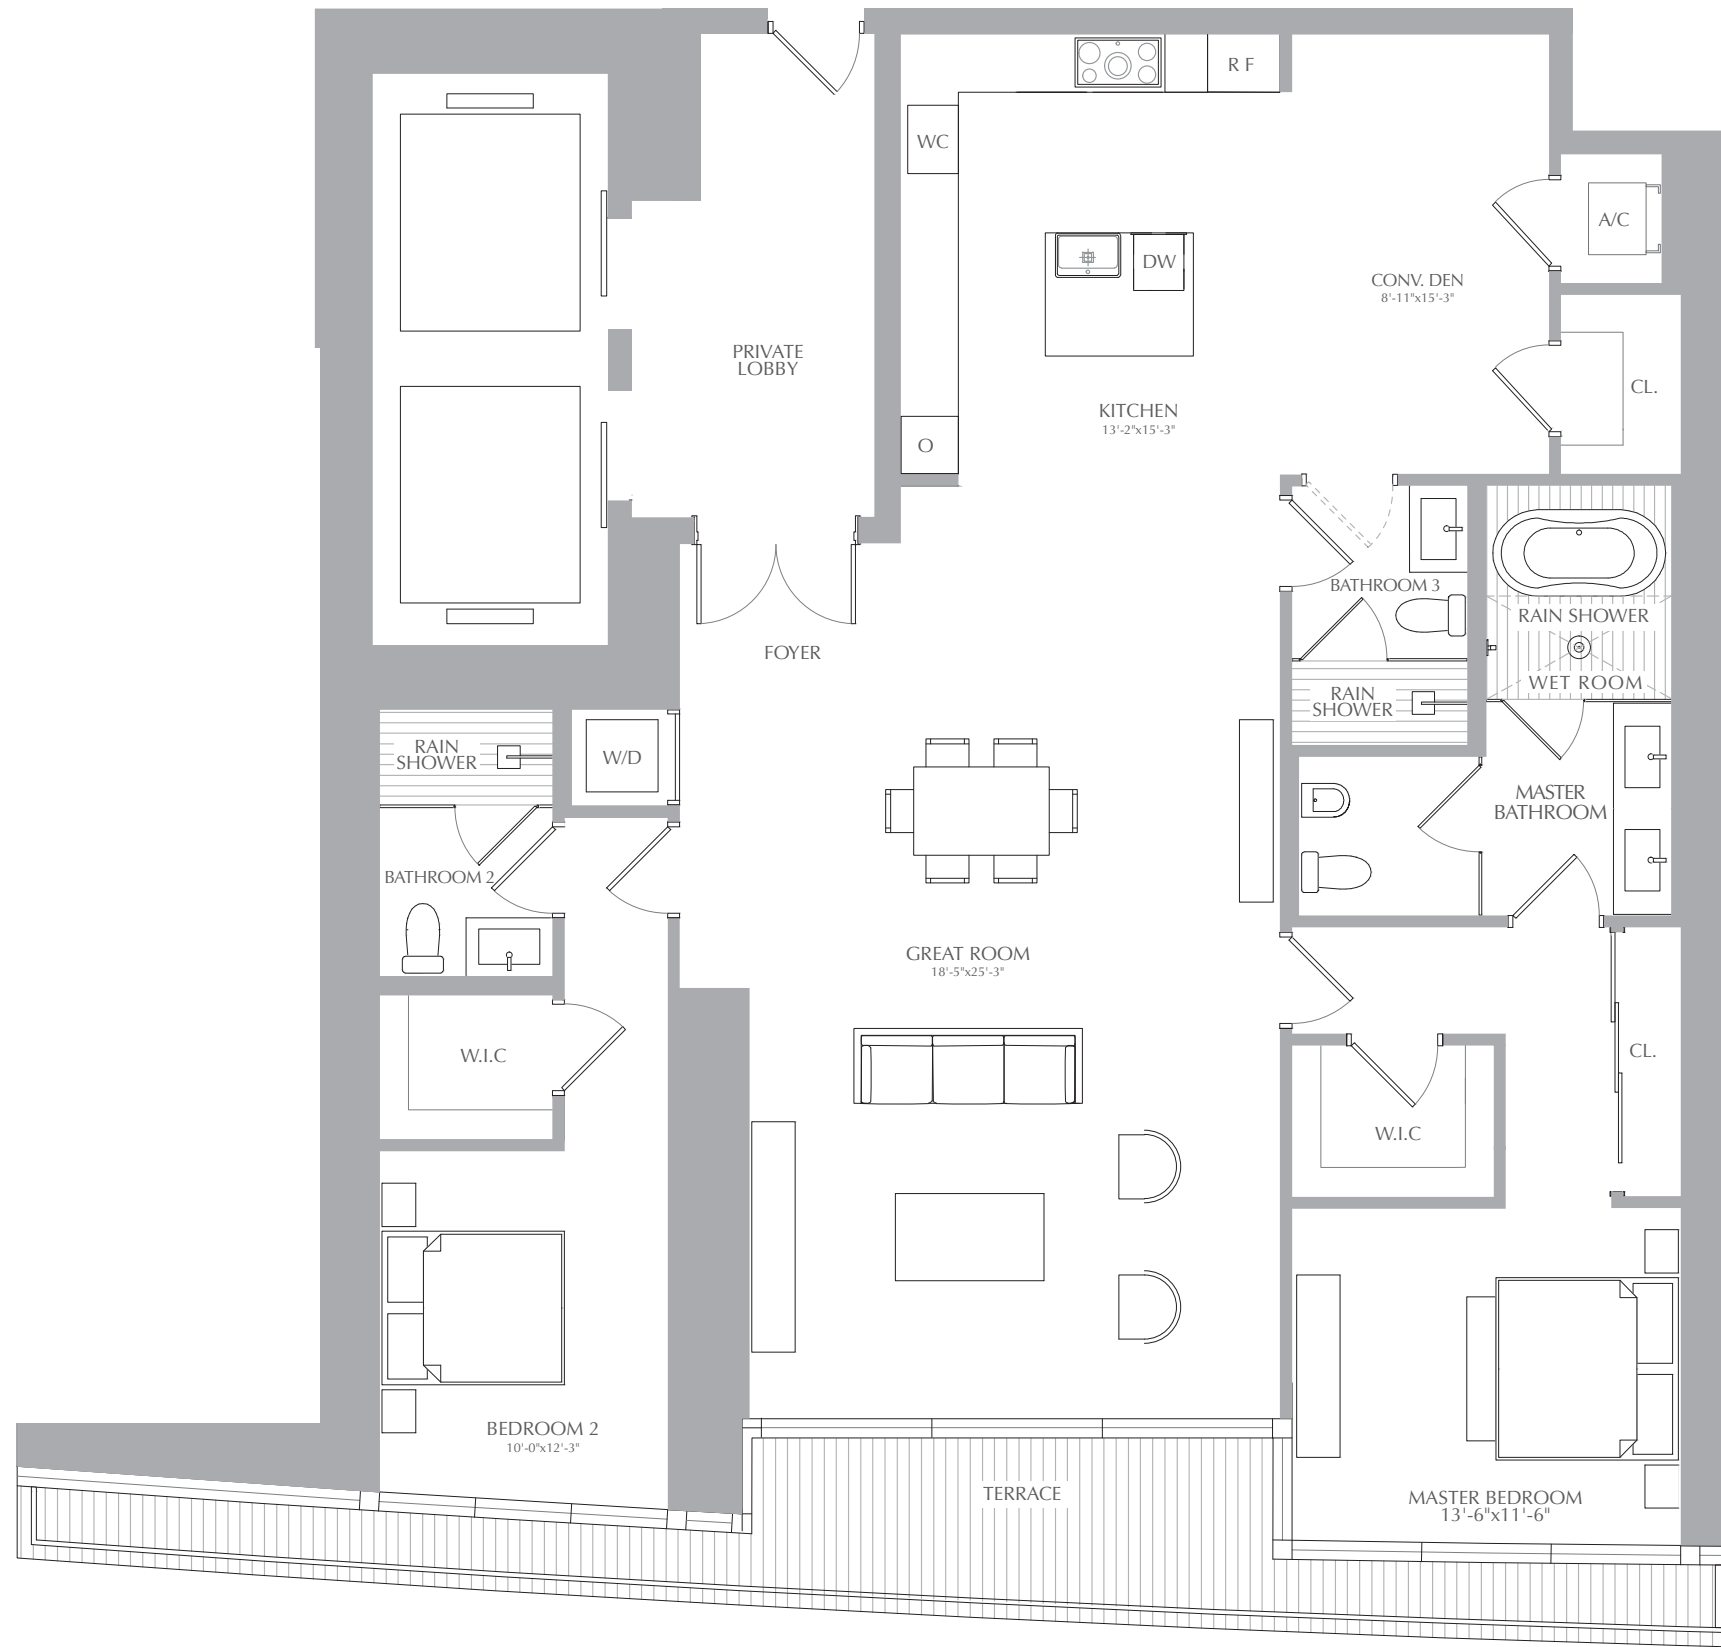 R F
WC
A/C
DW
CONV. DEN
8'-11"x15'-3"
PRIVATE
LOBBY
CL.
KITCHEN
13'-2"x15'-3"
O
BATHROOM 3
RAIN SHOWER
FOYER
WET ROOM
RAIN
SHOWER
RAIN
SHOWER
W/D
MASTER
BATHROOM
BATHROOM 2
GREAT ROOM
18'-5"x25'-3"
W.I.C
CL.
W.I.C
BEDROOM 2
10'-0"x12'-3"
TERRACE
MASTER BEDROOM
13'-6"x11'-6"